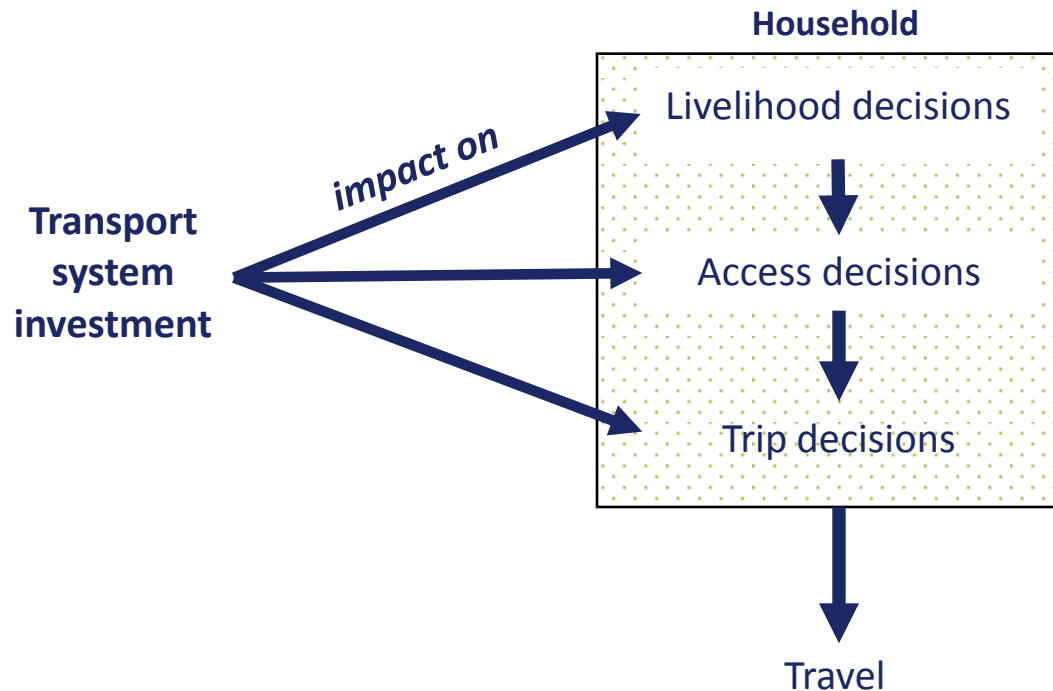 Household
Livelihood decisions
impact on
Transport
system
investment
Access decisions
Trip decisions
Travel